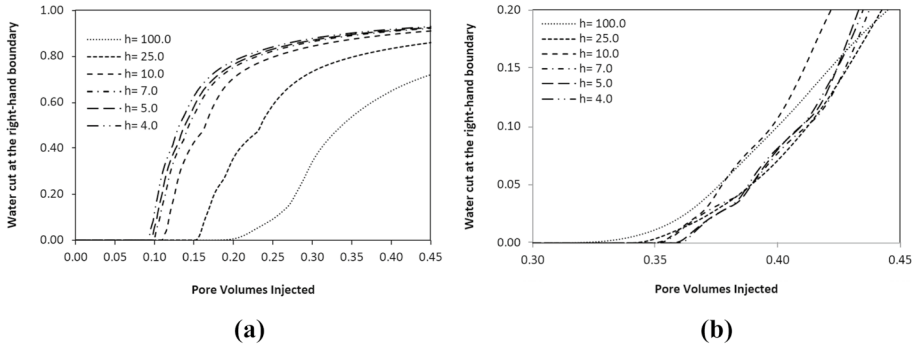 1.00
0.80
0.60
0.40
0.20
0.00
Water cut at the right-hand boundary
h= 100.0
h= 25.0
h= 10.0
h= 7.0
h= 5.0
h= 4.0
0.00 0.05 0.10 0.15 0.20 0.25 0.30 0.35 0.40 0.45
Pore Volumes Injected
(a)
0.20
0.15
0.10
0.05
0.00
Water cut at the right-hand boundary
h= 100.0
h= 25.0
h= 10.0
h= 7.0
h= 5.0
h= 4.0
0.30 0.35 0.40 0.45
Pore Volumes Injected
(b)